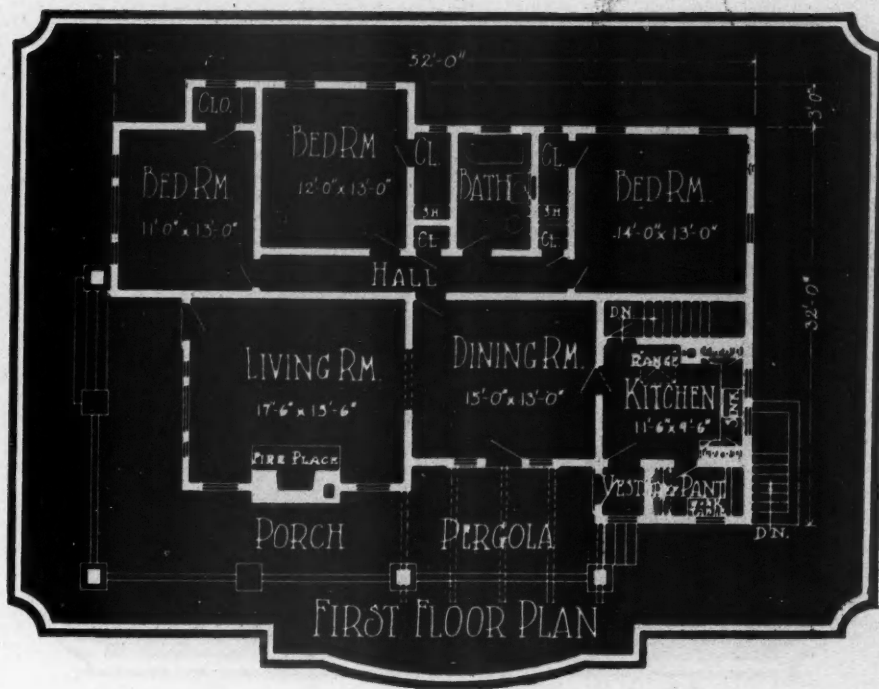 52'-0"
CLO.
BED RM
12'-0" x 13'-0"
3'-0"
BED RM
11'-0" x 13'-0"
CL.
BATH
CL.
BED RM.
14'-0" x 13'-0"
SH
SH
CL
CL
HALL
32'-0"
DN.
LIVING RM.
17'-6" x 15'-6"
DINING RM.
15'-0" x 13'-0"
RANGE
KITCHEN
11'-6" x 9'-6"
SINK
FIRE PLACE
VEST
PANT
DN.
PORCH
PERGOLA
FIRST FLOOR PLAN